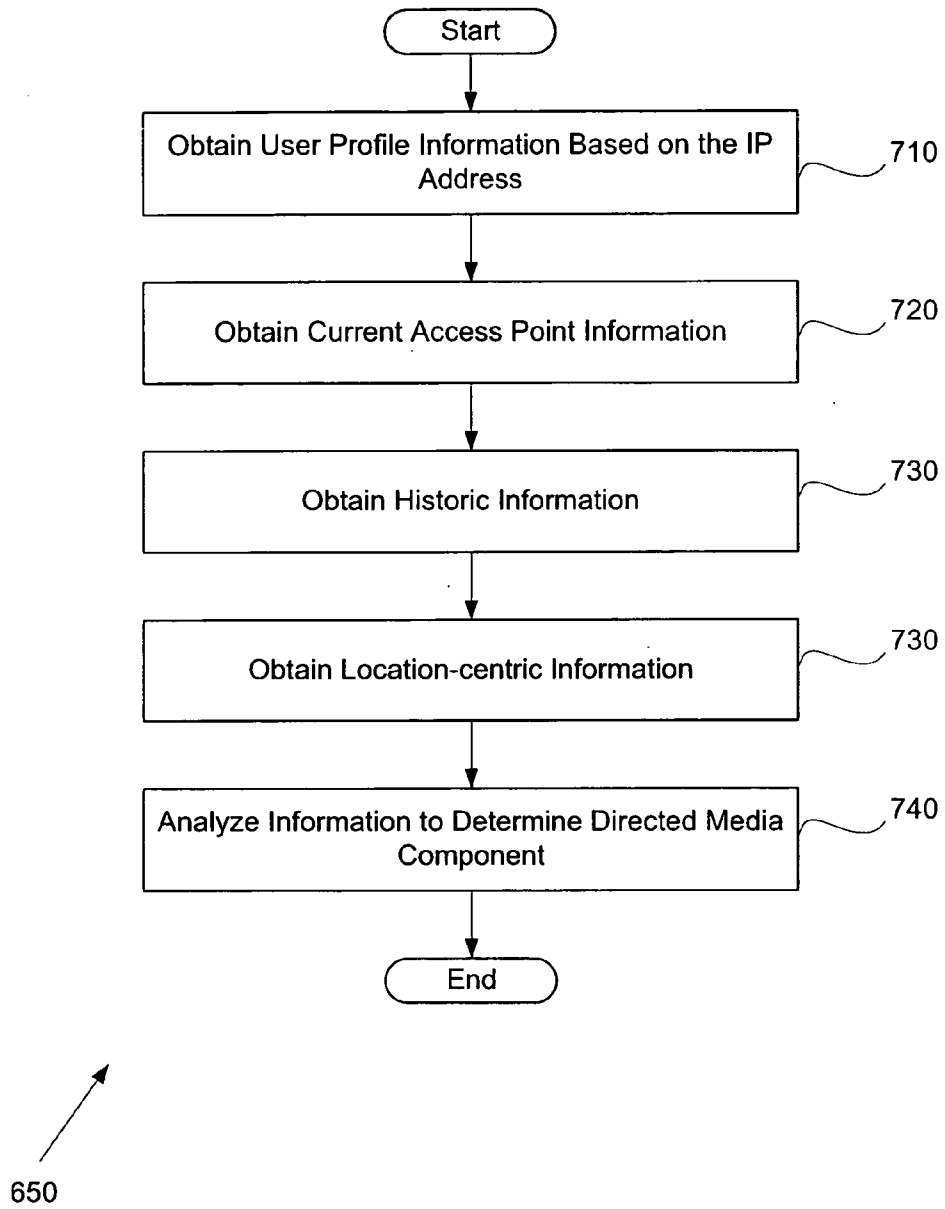 Start
Obtain User Profile Information Based on the IP
Address
710
Obtain Current Access Point Information
720
Obtain Historic Information
730
Obtain Location-centric Information
730
Analyze Information to Determine Directed Media
Component
740
End
650